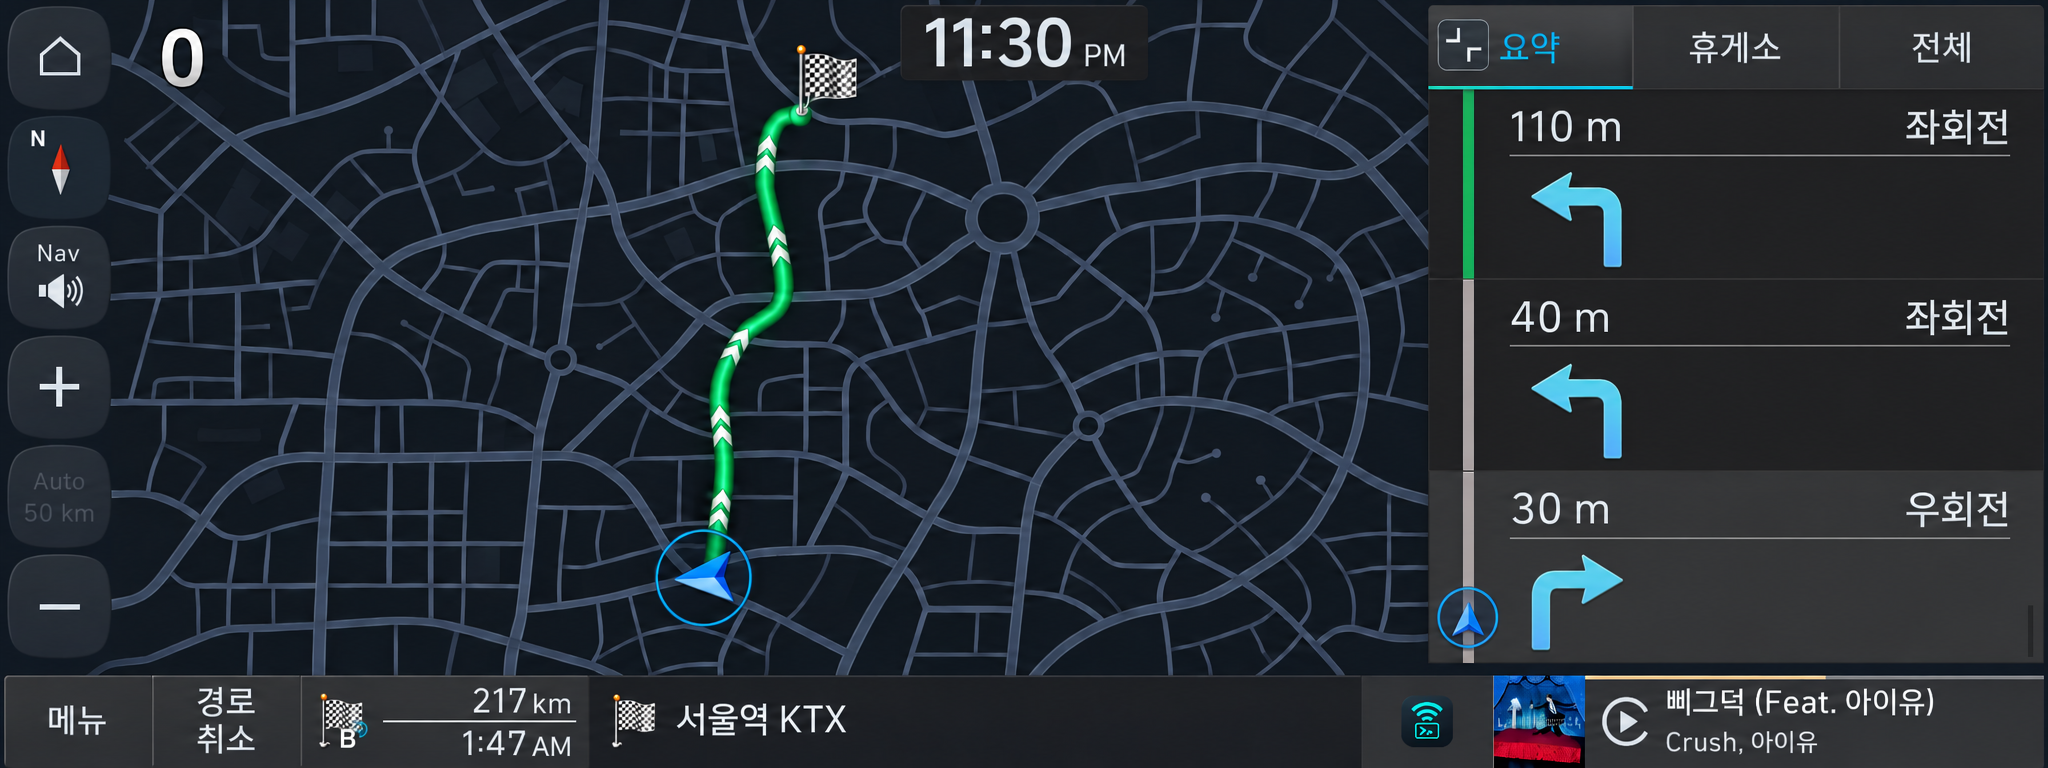 0
N
Nav
Auto
50 km
11:30 PM
요약
휴게소
전체
110 m 좌회전
40 m 좌회전
30 m 우회전
메뉴
경로
취소
B
217 km
1:47 AM
서울역 KTX
삐그덕 (Feat. 아이유)
Crush, 아이유